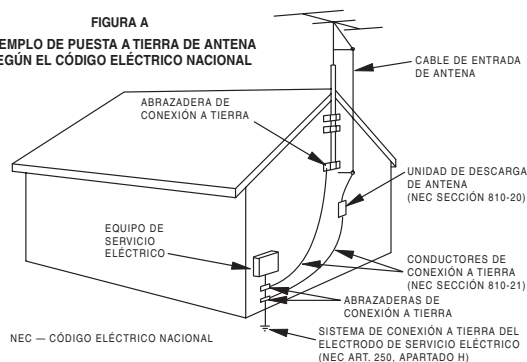 FIGURA A
EMPLO DE PUESTA A TIERRA DE ANTENA
EGÚN EL CÓDIGO ELÉCTRICO NACIONAL
CABLE DE ENTRADA
DE ANTENA
ABRAZADERA DE
CONEXIÓN A TIERRA
UNIDAD DE DESCARGA
DE ANTENA
(NEC SECCIÓN 810-20)
EQUIPO DE
SERVICIO
ELÉCTRICO
CONDUCTORES DE
CONEXIÓN A TIERRA
(NEC SECCIÓN 810-21)
ABRAZADERAS DE
CONEXIÓN A TIERRA
NEC — CÓDIGO ELÉCTRICO NACIONAL
SISTEMA DE CONEXIÓN A TIERRA DEL
ELECTRODO DE SERVICIO ELÉCTRICO
(NEC ART. 250, APARTADO H)